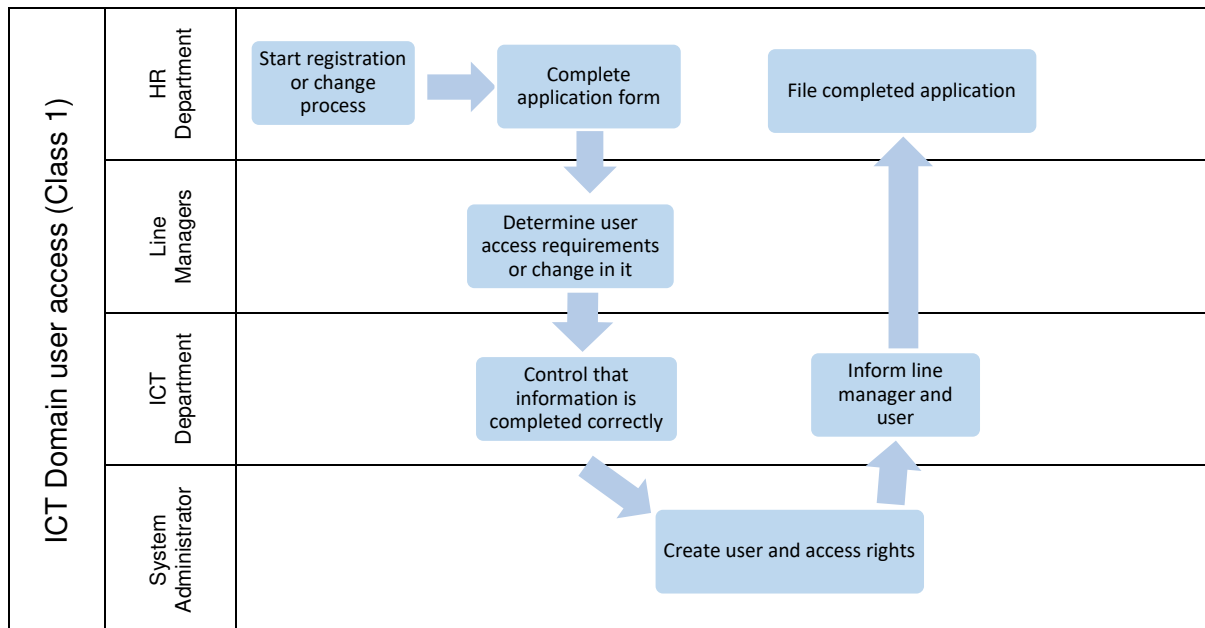 ICT Domain user access (Class 1)
HR
Department
Start registration
or change
process
Complete
application form
File completed application
Line
Managers
Determine user
access requirements
or change in it
ICT
Department
Control that
information is
completed correctly
Inform line
manager and
user
System
Administrator
Create user and access rights